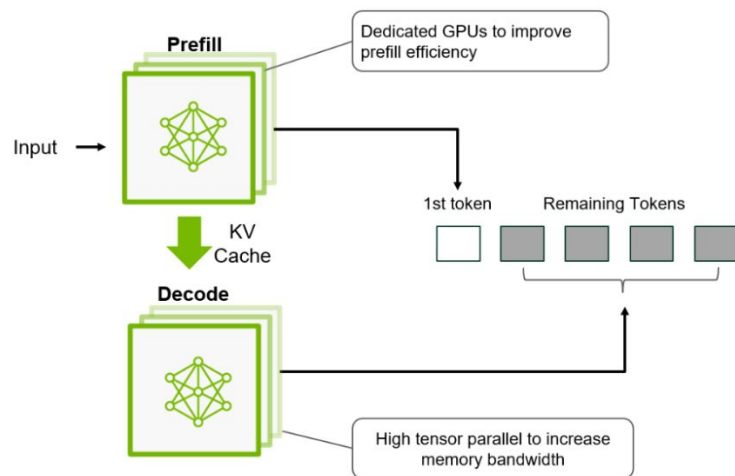 Prefill
Dedicated GPUs to improve
prefill efficiency
Input
1st token
Remaining Tokens
KV
Cache
Decode
High tensor parallel to increase
memory bandwidth